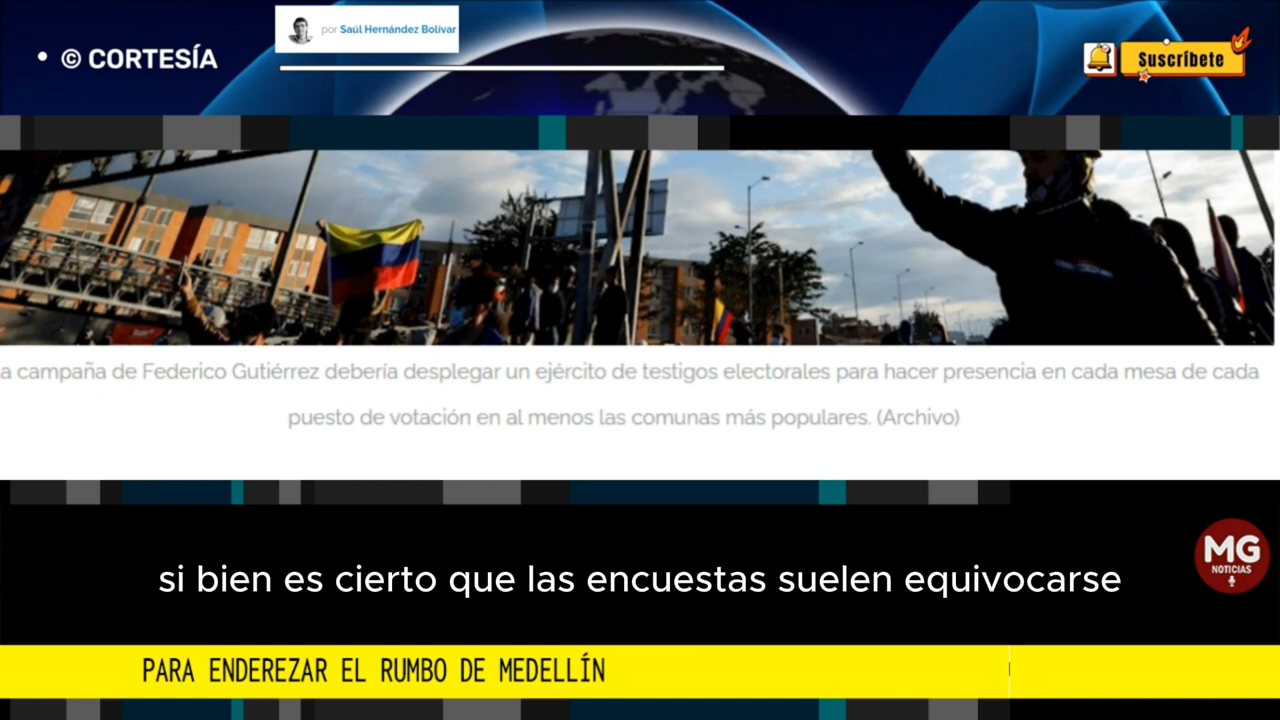 por Saúl Hernández Bolívar
• © CORTESÍA
Suscríbete
a campaña de Federico Gutiérrez debería desplegar un ejército de testigos electorales para hacer presencia en cada mesa de cada
puesto de votación en al menos las comunas más populares. (Archivo)
si bien es cierto que las encuestas suelen equivocarse
MG
NOTICIAS
PARA ENDEREZAR EL RUMBO DE MEDELLÍN